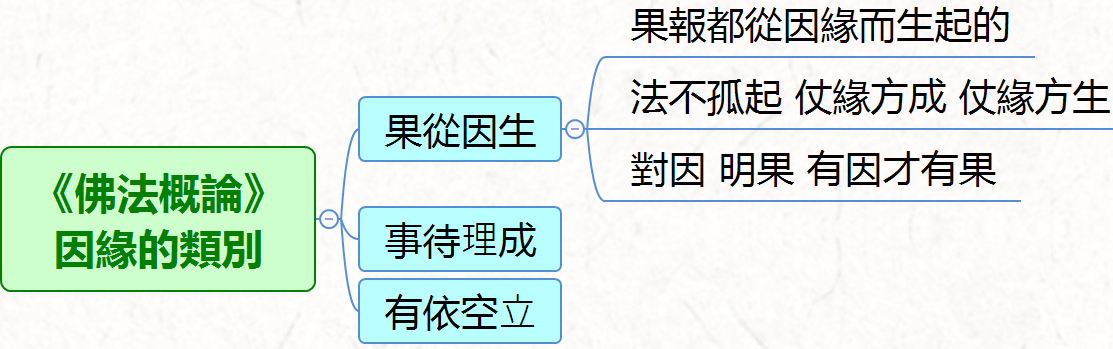 《佛法概論》
因緣的類別
果從因生
果報都從因緣而生起的
法不孤起 仗緣方成 仗緣方生
對因 明果 有因才有果
事待理成
有依空立